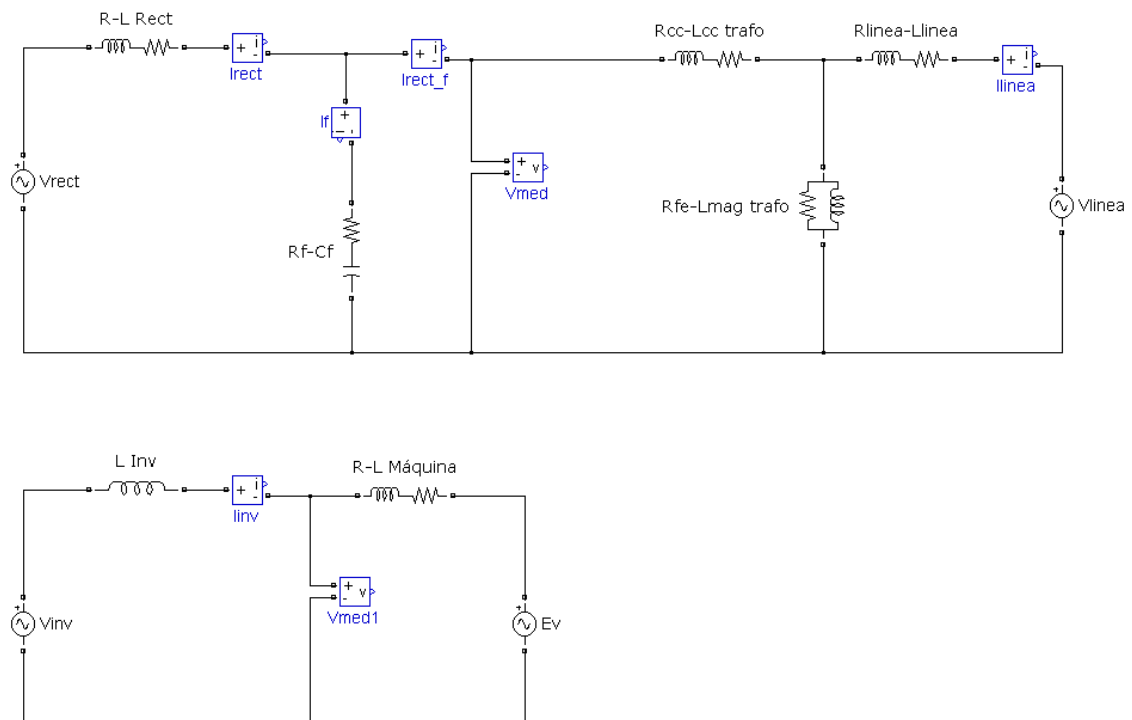 R-L Rect
Rcc-Lcc trafo
Rlinea-Llinea
+ i -
Irect
+ i -
Irect_f
+ i -
Ilinea
+ i -
If
+ v -
Vmed
+
Vrect
Rfe-Lmag trafo
+
Vlinea
Rf-Cf
L Inv
R-L Máquina
+ i -
Iinv
+ v -
Vmed1
+
Vinv
+
Ev